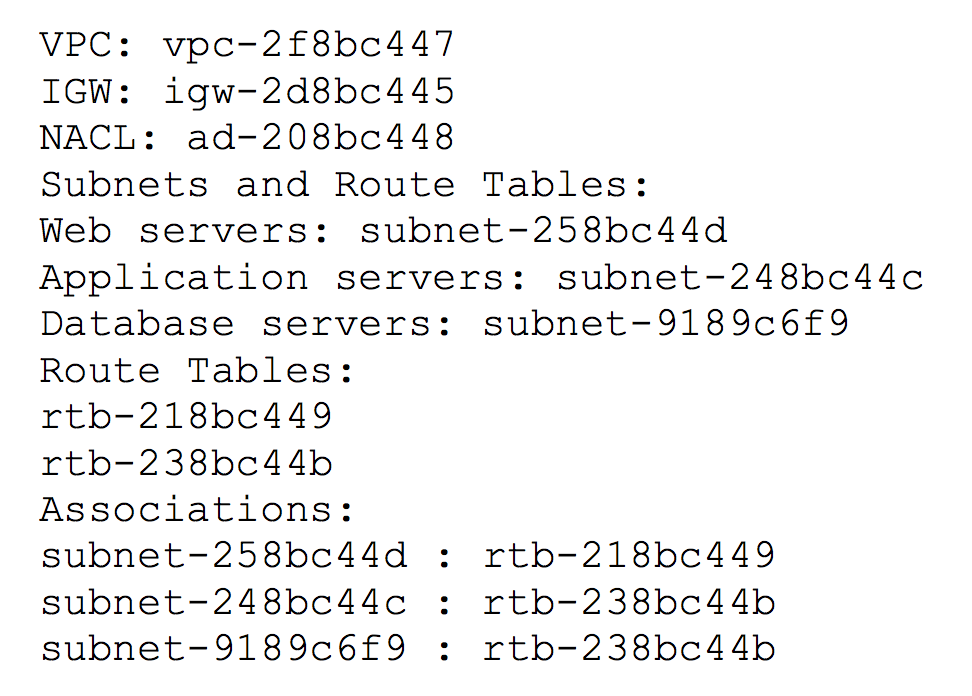 VPC: vpc-2f8bc447
IGW: igw-2d8bc445
NACL: ad-208bc448
Subnets and Route Tables:
Web servers: subnet-258bc44d
Application servers: subnet-248bc44c
Database servers: subnet-9189c6f9
Route Tables:
rtb-218bc449
rtb-238bc44b
Associations:
subnet-258bc44d : rtb-218bc449
subnet-248bc44c : rtb-238bc44b
subnet-9189c6f9 : rtb-238bc44b